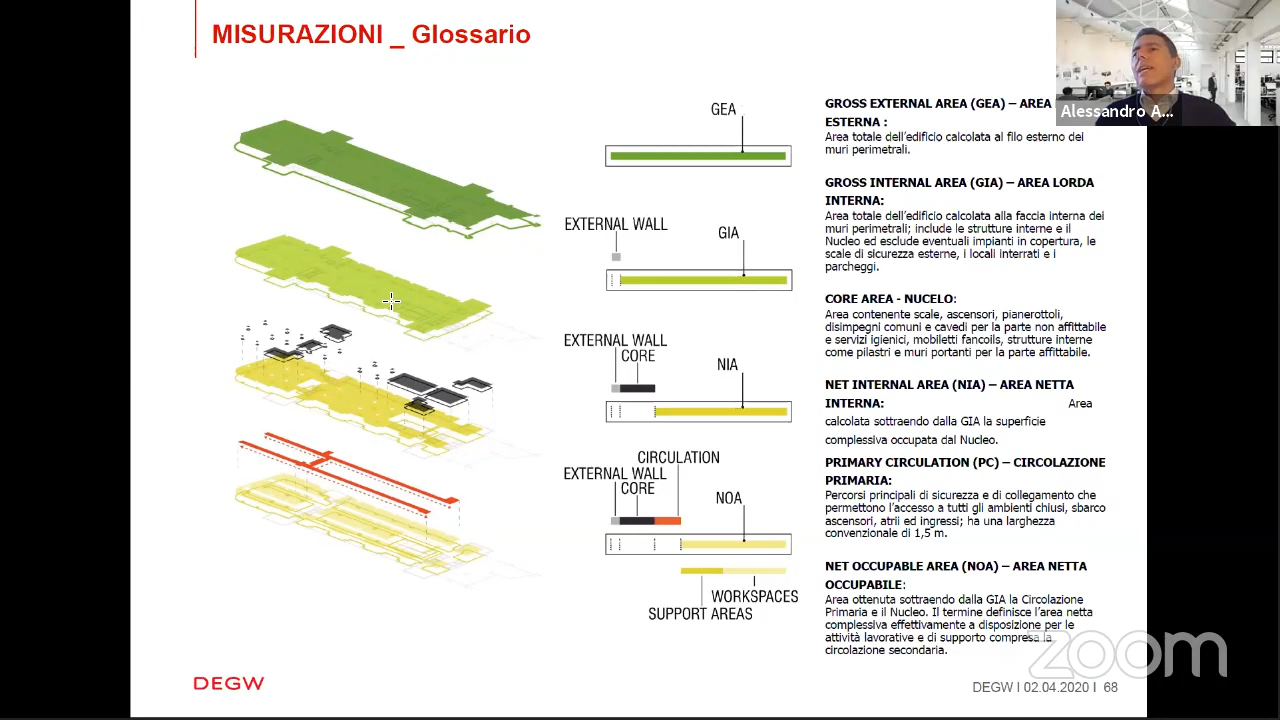 MISURAZIONI _ Glossario
Alessandro A...
GEA
EXTERNAL WALL
GIA
EXTERNAL WALL
CORE
NIA
CIRCULATION
EXTERNAL WALL
CORE
NOA
WORKSPACES
SUPPORT AREAS
GROSS EXTERNAL AREA (GEA) – AREA
ESTERNA :
Area totale dell’edificio calcolata al filo esterno dei
muri perimetrali.
GROSS INTERNAL AREA (GIA) – AREA LORDA
INTERNA:
Area totale dell’edificio calcolata alla faccia interna dei
muri perimetrali; include le strutture interne e il
Nucleo ed esclude eventuali impianti in copertura, le
scale di sicurezza esterne, i locali interrati e i
parcheggi.
CORE AREA - NUCELO:
Area contenente scale, ascensori, pianerottoli,
disimpegni comuni e cavedi per la parte non affittabile
e servizi igienici, mobiletti fancoils, strutture interne
come pilastri e muri portanti per la parte affittabile.
NET INTERNAL AREA (NIA) – AREA NETTA
INTERNA: Area
calcolata sottraendo dalla GIA la superficie
complessiva occupata dal Nucleo.
PRIMARY CIRCULATION (PC) – CIRCOLAZIONE
PRIMARIA:
Percorsi principali di sicurezza e di collegamento che
permettono l’accesso a tutti gli ambienti chiusi, sbarco
ascensori, atrii ed ingressi; ha una larghezza
convenzionale di 1,5 m.
NET OCCUPABLE AREA (NOA) – AREA NETTA
OCCUPABILE:
Area ottenuta sottraendo dalla GIA la Circolazione
Primaria e il Nucleo. Il termine definisce l’area netta
complessiva effettivamente a disposizione per le
attività lavorative e di supporto compresa la
circolazione secondaria.
zoom
DEGW
DEGW I 02.04.2020 I 68